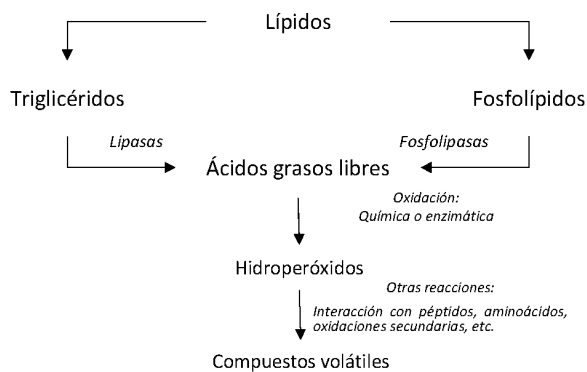 Lípidos
Triglicéridos
Fosfolípidos
Lipasas
Fosfolipasas
Ácidos grasos libres
Oxidación:
Química o enzimática
Hidroperóxidos
Otras reacciones:
Interacción con péptidos, aminoácidos,
oxidaciones secundarias, etc.
Compuestos volátiles